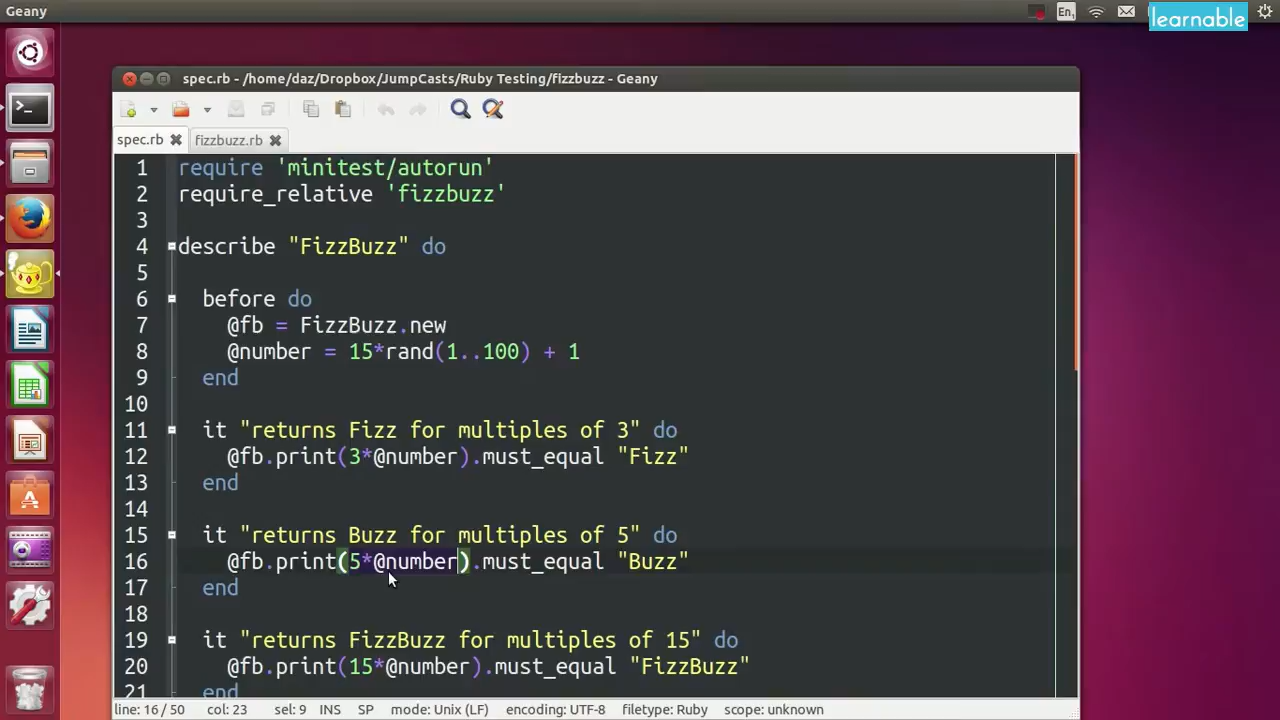 Geany
En1
learnable
spec.rb - /home/daz/Dropbox/JumpCasts/Ruby Testing/fizzbuzz - Geany
spec.rb
fizzbuzz.rb
1 require 'minitest/autorun'
2 require_relative 'fizzbuzz'
3
4 describe "FizzBuzz" do
5
6 before do
7 @fb = FizzBuzz.new
8 @number = 15*rand(1..100) + 1
9 end
10
11 it "returns Fizz for multiples of 3" do
12 @fb.print(3*@number).must_equal "Fizz"
13 end
14
15 it "returns Buzz for multiples of 5" do
16 @fb.print(5*@number).must_equal "Buzz"
17 end
18
19 it "returns FizzBuzz for multiples of 15" do
20 @fb.print(15*@number).must_equal "FizzBuzz"
21 end
line: 16 / 50 col: 23 sel: 9 INS SP mode: Unix (LF) encoding: UTF-8 filetype: Ruby scope: unknown